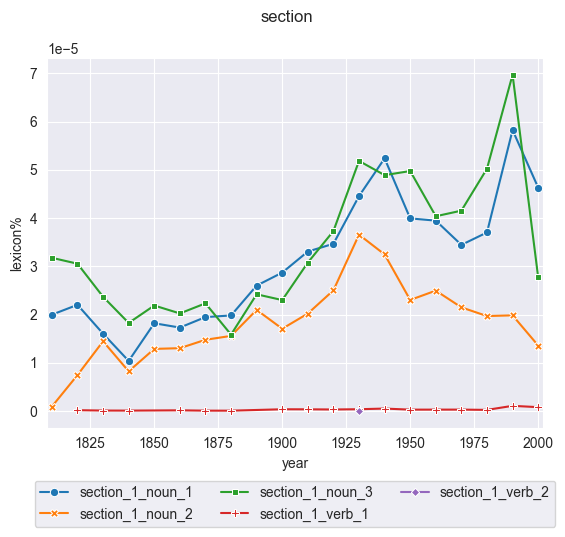 section
1e−5
7
6
5
4
3
2
1
0
lexicon%
1825 1850 1875 1900 1925 1950 1975 2000
year
section_1_noun_1 section_1_noun_3 section_1_verb_2
section_1_noun_2 section_1_verb_1